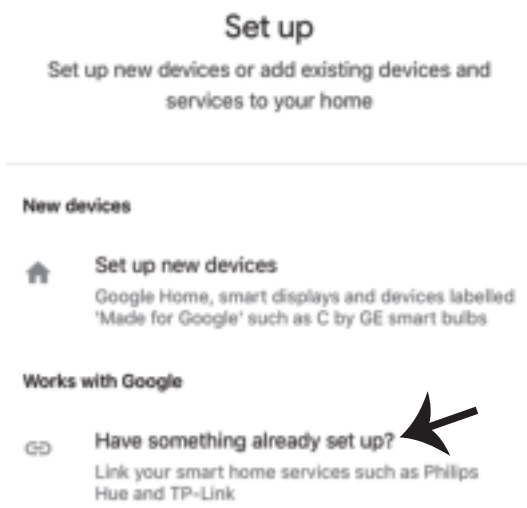 Set up
Set up new devices or add existing devices and
services to your home
New devices
Set up new devices
Google Home, smart displays and devices labelled
'Made for Google' such as C by GE smart bulbs
Works with Google
Have something already set up?
Link your smart home services such as Philips
Hue and TP-Link